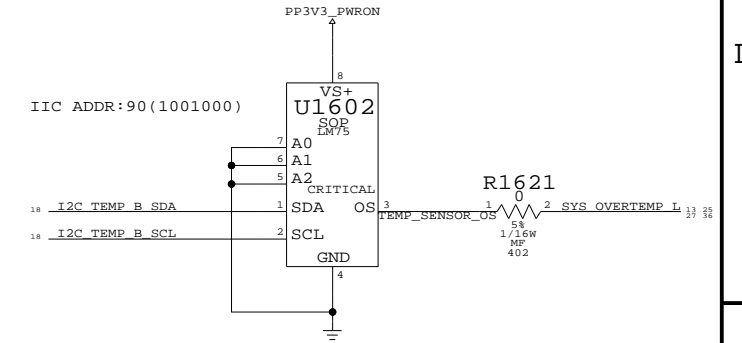 PP3V3_PWRON
8
VS+
IIC ADDR:90(1001000)
U1602
SOP
LM75
7 A0
6 A1
5 A2
CRITICAL
18 I2C_TEMP_B_SDA 1 SDA
OS 3
TEMP_SENSOR_OS
R1621
0
1 2
5%
1/16W
MF
402
SYS_OVERTEMP_L 13 25
27 36
18 I2C_TEMP_B_SCL 2 SCL
GND
4
I